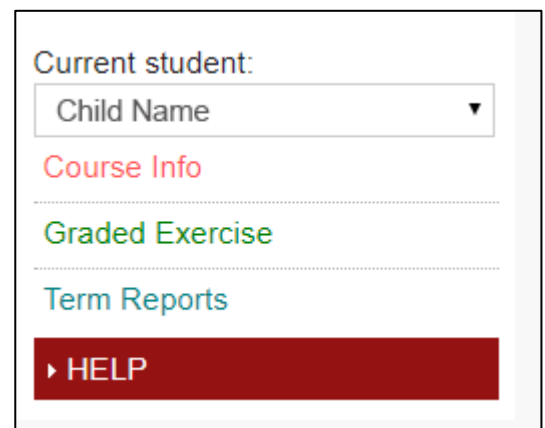 Current student:
Child Name
Course Info
Graded Exercise
Term Reports
HELP